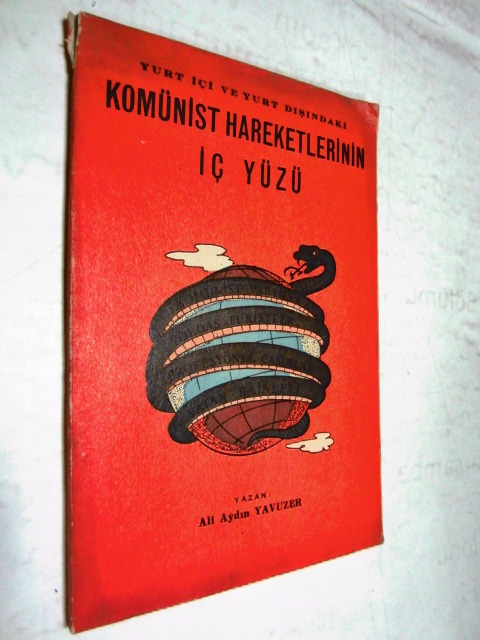 YURT İÇİ VE YURT DIŞINDAKİ
KOMÜNİST HAREKETLERİNİN
İÇ YÜZÜ
YAZAN:
Ali Aydın YAVUZER